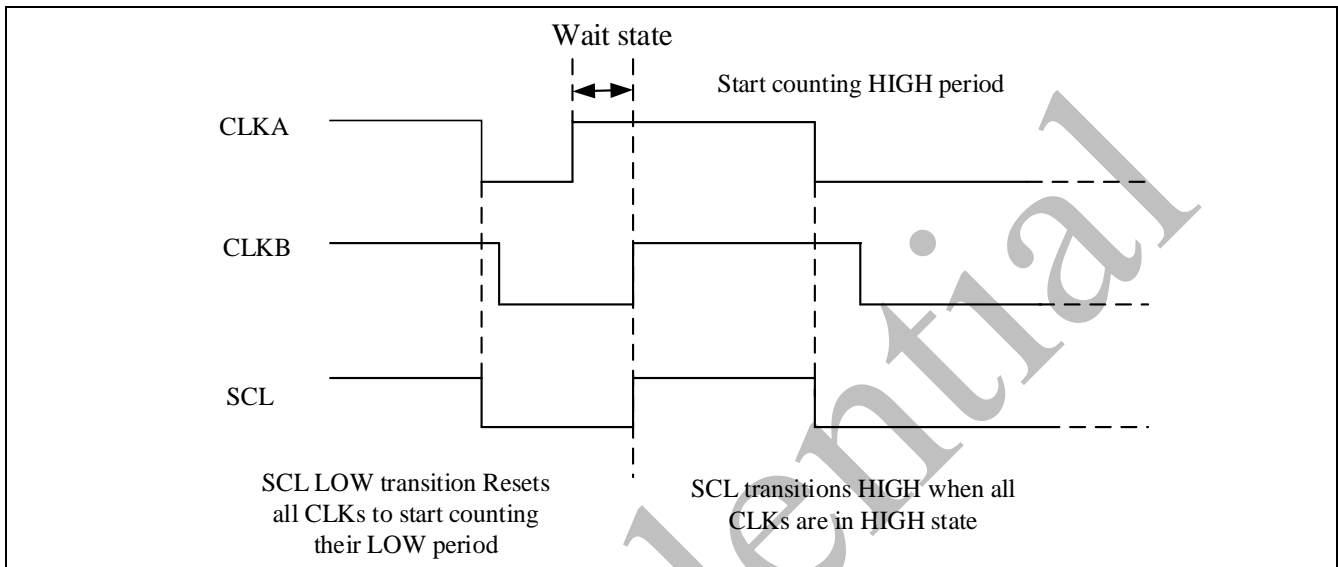 Wait state
Start counting HIGH period
CLKA
CLKB
SCL
SCL LOW transition Resets
all CLKs to start counting
their LOW period
SCL transitions HIGH when all
CLKs are in HIGH state
dential